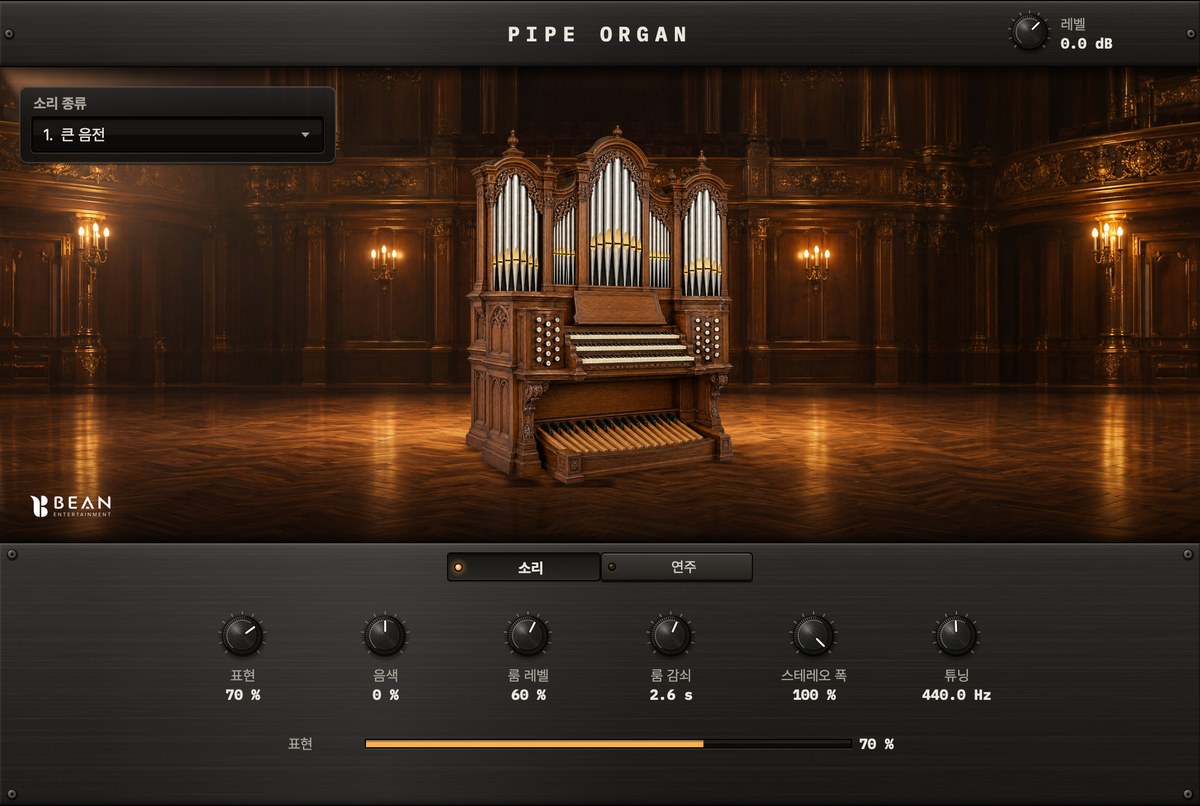 PIPE ORGAN
레벨
0.0 dB
소리 종류
1. 큰 음전
BEAN
ENTERTAINMENT
소리
연주
표현
70 %
음색
0 %
룸 레벨
60 %
룸 감쇠
2.6 s
스테레오 폭
100 %
튜닝
440.0 Hz
표현
70 %